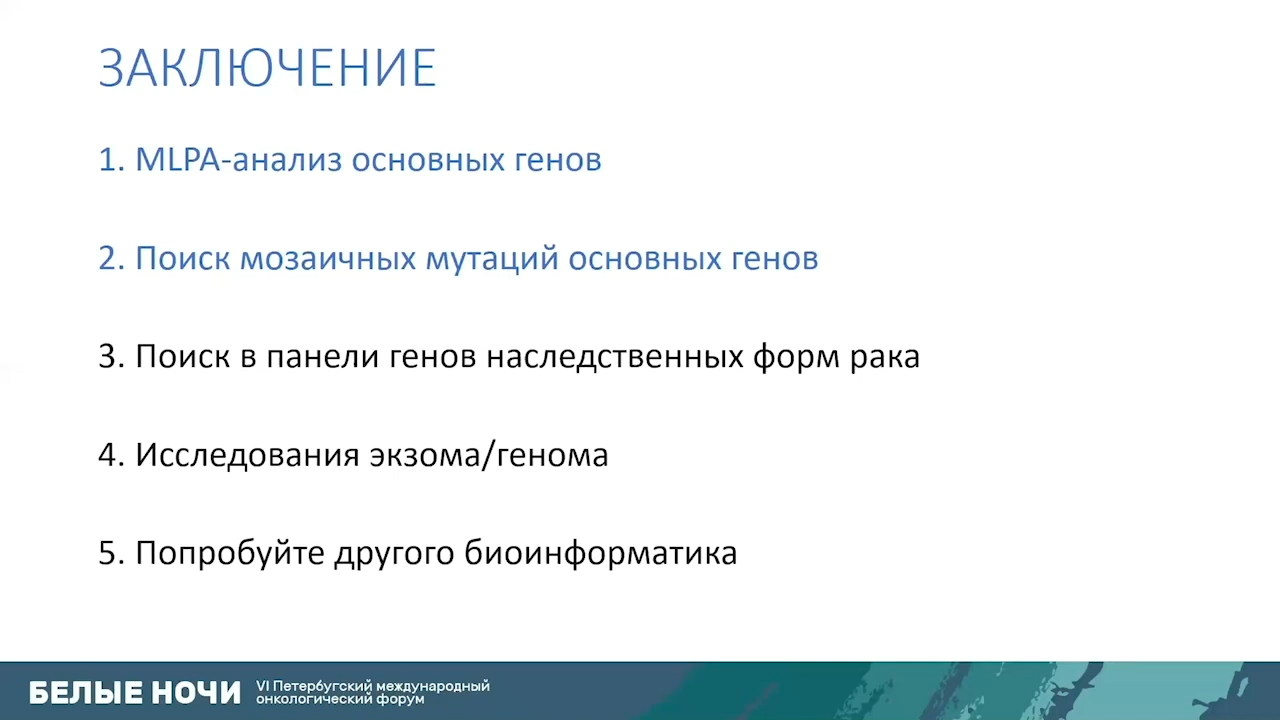 ЗАКЛЮЧЕНИЕ
1. MLPA-анализ основных генов
2. Поиск мозаичных мутаций основных генов
3. Поиск в панели генов наследственных форм рака
4. Исследования экзома/генома
5. Попробуйте другого биоинформатика
БЕЛЫЕ НОЧИ
VI Петербургский международный
онкологический форум